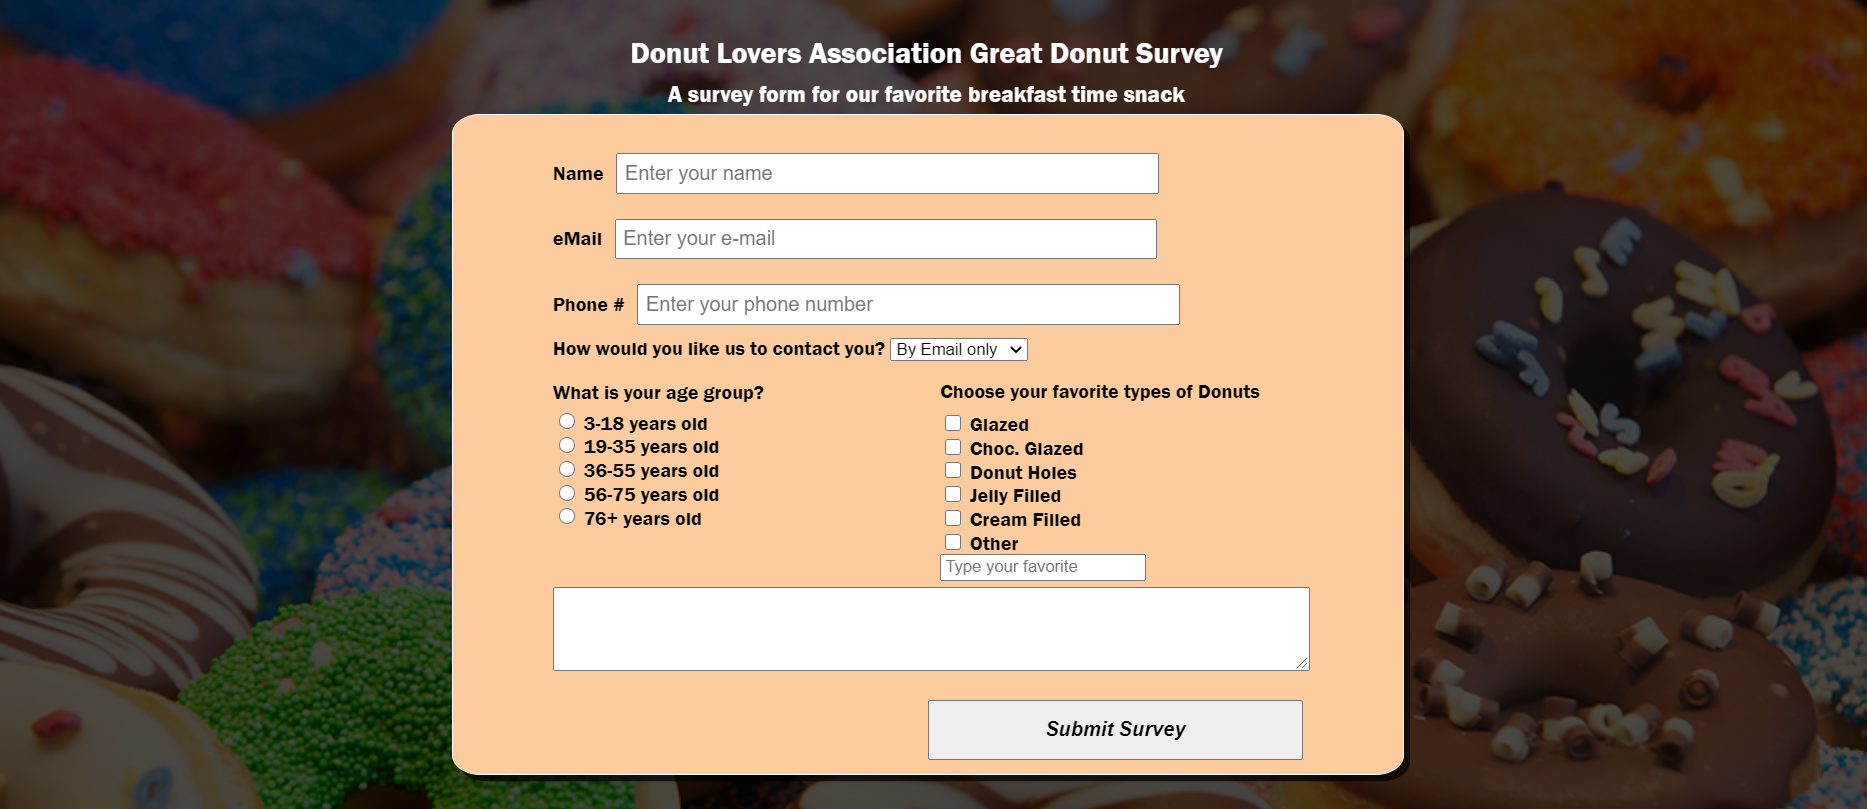 Donut Lovers Association Great Donut Survey
A survey form for our favorite breakfast time snack
Name Enter your name
eMail Enter your e-mail
Phone # Enter your phone number
How would you like us to contact you? By Email only
What is your age group?
3-18 years old
19-35 years old
36-55 years old
56-75 years old
76+ years old
Choose your favorite types of Donuts
Glazed
Choc. Glazed
Donut Holes
Jelly Filled
Cream Filled
Other
Type your favorite
Submit Survey